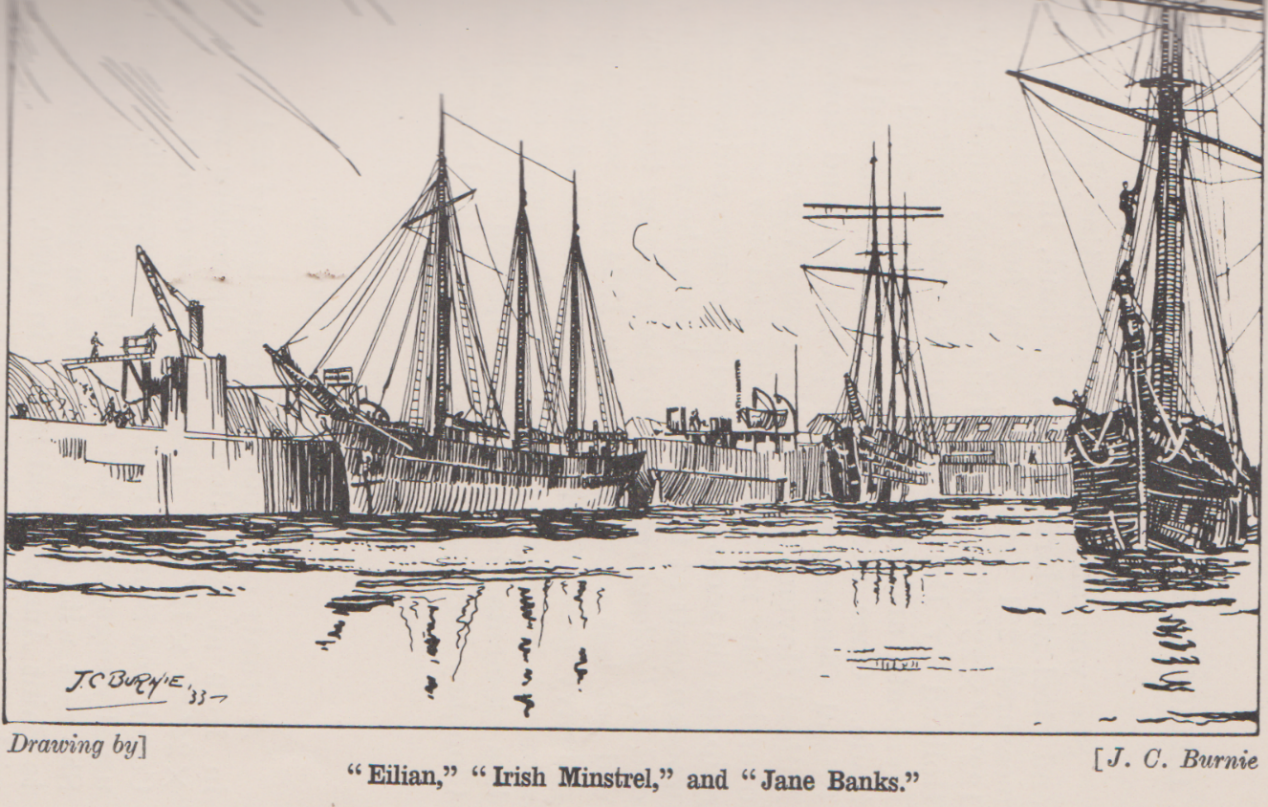 J. C BURNIE '33
Drawing by]
[J. C. Burnie
"Eilian," "Irish Minstrel," and "Jane Banks."